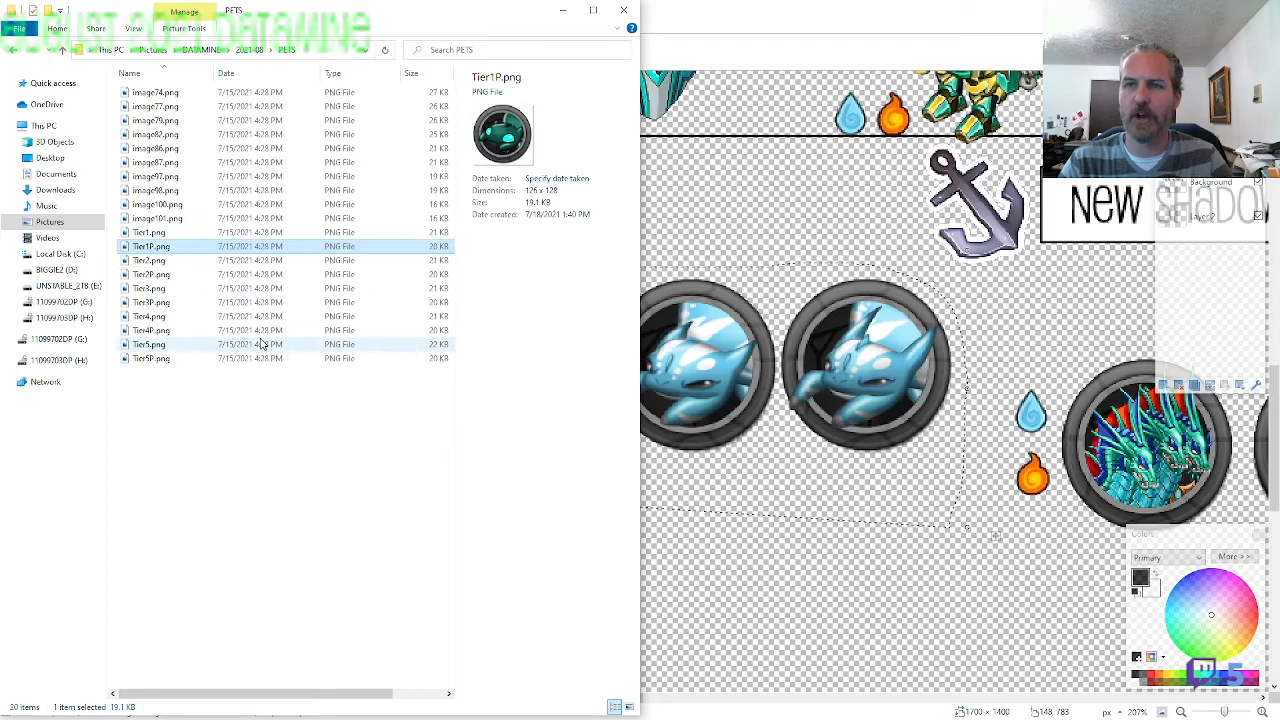 Manage
PETS
August 2021 Datamine
File
Home
Share
View
Picture Tools
This PC
Pictures
DATAMINE
2021-08
PETS
Search PETS
Name
Date
Type
Size
Quick access
OneDrive
This PC
3D Objects
Desktop
Documents
Downloads
Music
Pictures
Videos
Local Disk (C:)
BIGGIE2 (D:)
UNSTABLE_2TB (E:)
11099702DP (G:)
11099703DP (H:)
11099702DP (G:)
11099703DP (H:)
Network
image74.png 7/15/2021 4:28 PM PNG File 27 KB
image77.png 7/15/2021 4:28 PM PNG File 26 KB
image79.png 7/15/2021 4:28 PM PNG File 26 KB
image82.png 7/15/2021 4:28 PM PNG File 25 KB
image86.png 7/15/2021 4:28 PM PNG File 21 KB
image87.png 7/15/2021 4:28 PM PNG File 21 KB
image97.png 7/15/2021 4:28 PM PNG File 19 KB
image98.png 7/15/2021 4:28 PM PNG File 19 KB
image100.png 7/15/2021 4:28 PM PNG File 16 KB
image101.png 7/15/2021 4:28 PM PNG File 16 KB
Tier1.png 7/15/2021 4:28 PM PNG File 21 KB
Tier1P.png 7/15/2021 4:28 PM PNG File 20 KB
Tier2.png 7/15/2021 4:28 PM PNG File 21 KB
Tier2P.png 7/15/2021 4:28 PM PNG File 20 KB
Tier3.png 7/15/2021 4:28 PM PNG File 21 KB
Tier3P.png 7/15/2021 4:28 PM PNG File 20 KB
Tier4.png 7/15/2021 4:28 PM PNG File 21 KB
Tier4P.png 7/15/2021 4:28 PM PNG File 20 KB
Tier5.png 7/15/2021 4:28 PM PNG File 22 KB
Tier5P.png 7/15/2021 4:28 PM PNG File 20 KB
Tier1P.png
PNG File
Date taken: Specify date taken
Dimensions: 126 x 128
Size: 19.1 KB
Date created: 7/18/2021 1:40 PM
20 items 1 item selected 19.1 KB
Background
Layer 2
NEW SHADO
Colors
Primary
More >>
5
1700 × 1400
148, 783
px
207%